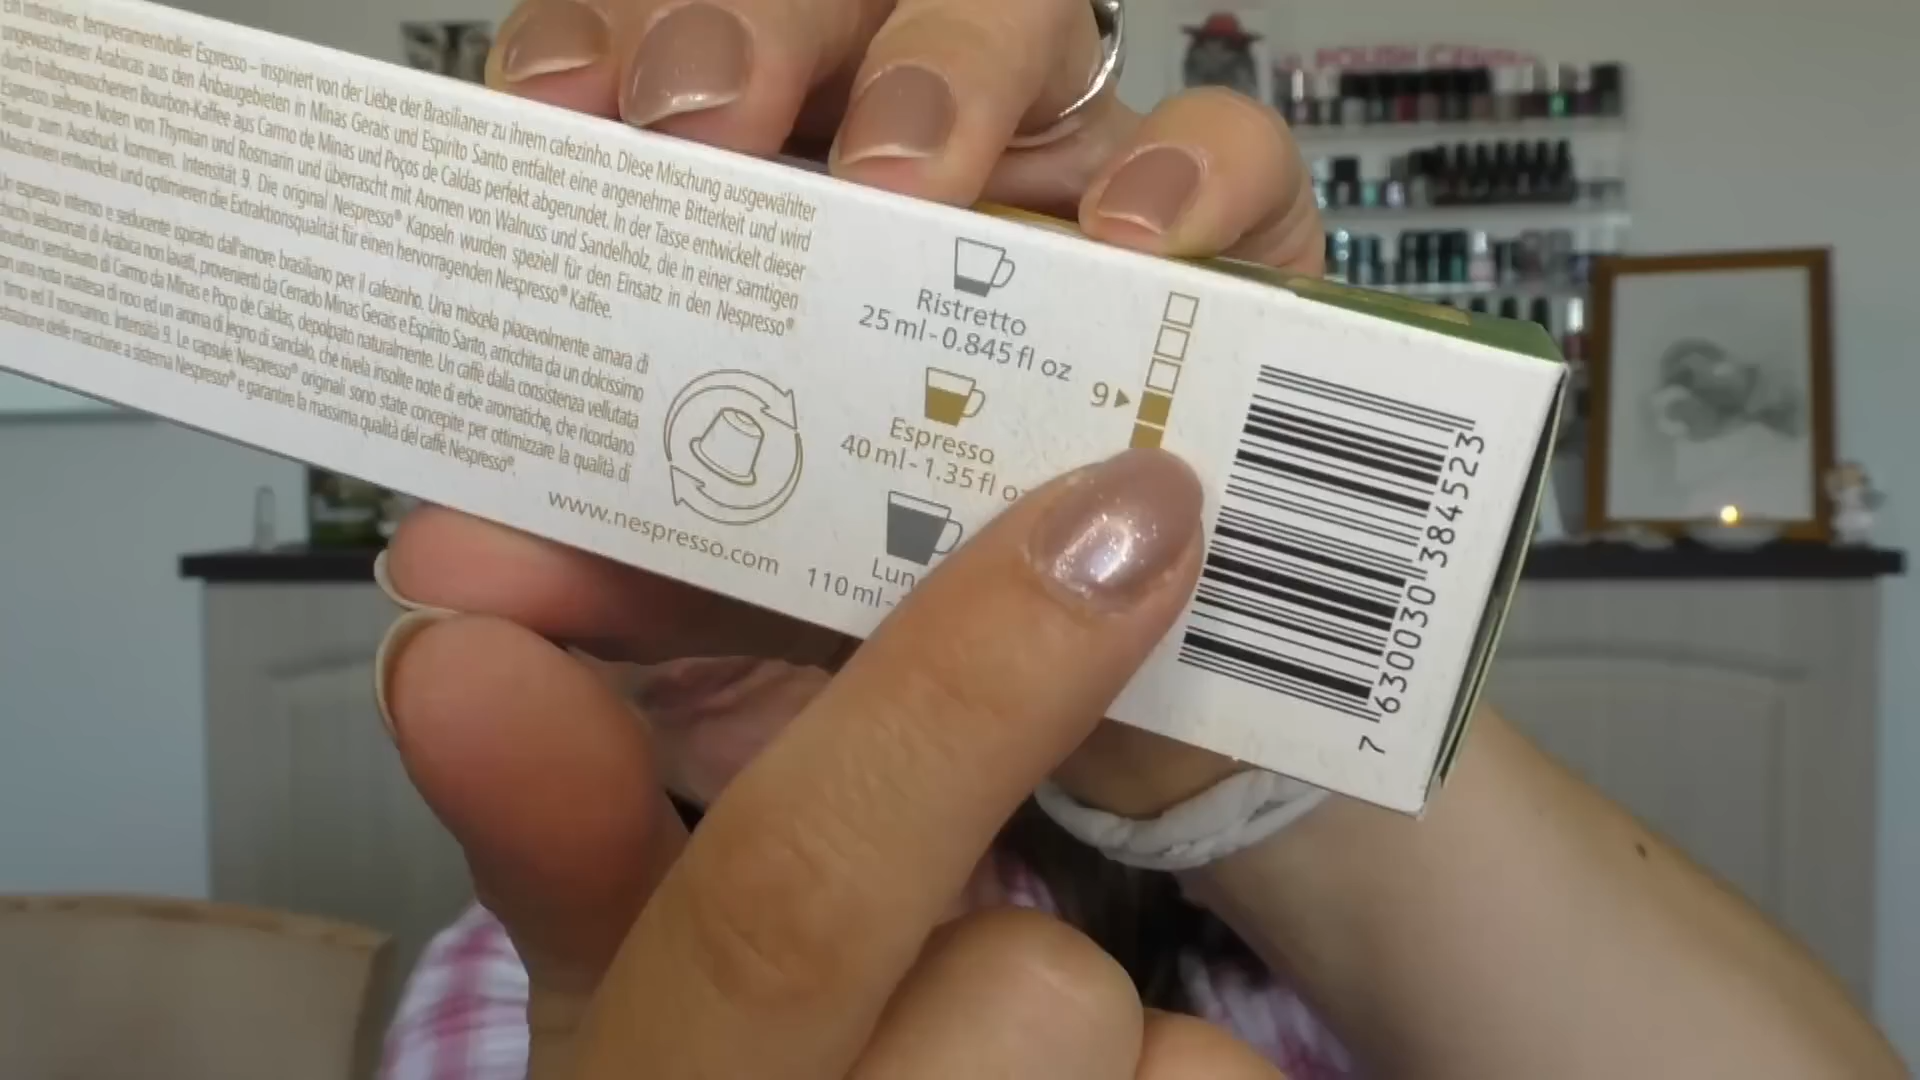 Ein intensiver, temperamentvoller Espresso – inspiriert von der Liebe der Brasilianer zu ihrem cafezinho. Diese Mischung ausgewählter
ungewaschener Arabicas aus den Anbaugebieten in Minas Gerais und Espírito Santo entfaltet eine angenehme Bitterkeit und wird
durch halbgewaschenen Bourbon-Kaffee aus Carmo de Minas und Poços de Caldas perfekt abgerundet. In der Tasse entwickelt dieser
Espresso seltene Noten von Thymian und Rosmarin und überrascht mit Aromen von Walnuss und Sandelholz, die in einer samtigen
Textur zum Ausdruck kommen. Intensität 9. Die original Nespresso® Kapseln wurden speziell für den Einsatz in den Nespresso®
Maschinen entwickelt und optimieren die Extraktionsqualität für einen hervorragenden Nespresso® Kaffee.
Un espresso intenso e seducente ispirato dall'amore brasiliano per il cafezinho. Una miscela piacevolmente amara di
chicchi selezionati di Arabica non lavati, provenienti da Cerrado Minas Gerais e Espírito Santo, arricchita da un dolcissimo
Bourbon semilavato di Carmo da Minas e Poço de Caldas, depolpato naturalmente. Un caffè dalla consistenza vellutata
con una nota inattesa di noci ed un aroma di legno di sandalo, che rivela insolite note di erbe aromatiche, che ricordano
timo ed il rosmarino. Intensità 9. Le capsule Nespresso® originali sono state concepite per ottimizzare la qualità di
estrazione delle macchine a sistema Nespresso® e garantire la massima qualità del caffè Nespresso®.
www.nespresso.com
Ristretto
25 ml - 0.845 fl oz
Espresso
40 ml - 1.35 fl oz
Lun
110 ml -
9
7 630030 384523
POLISH